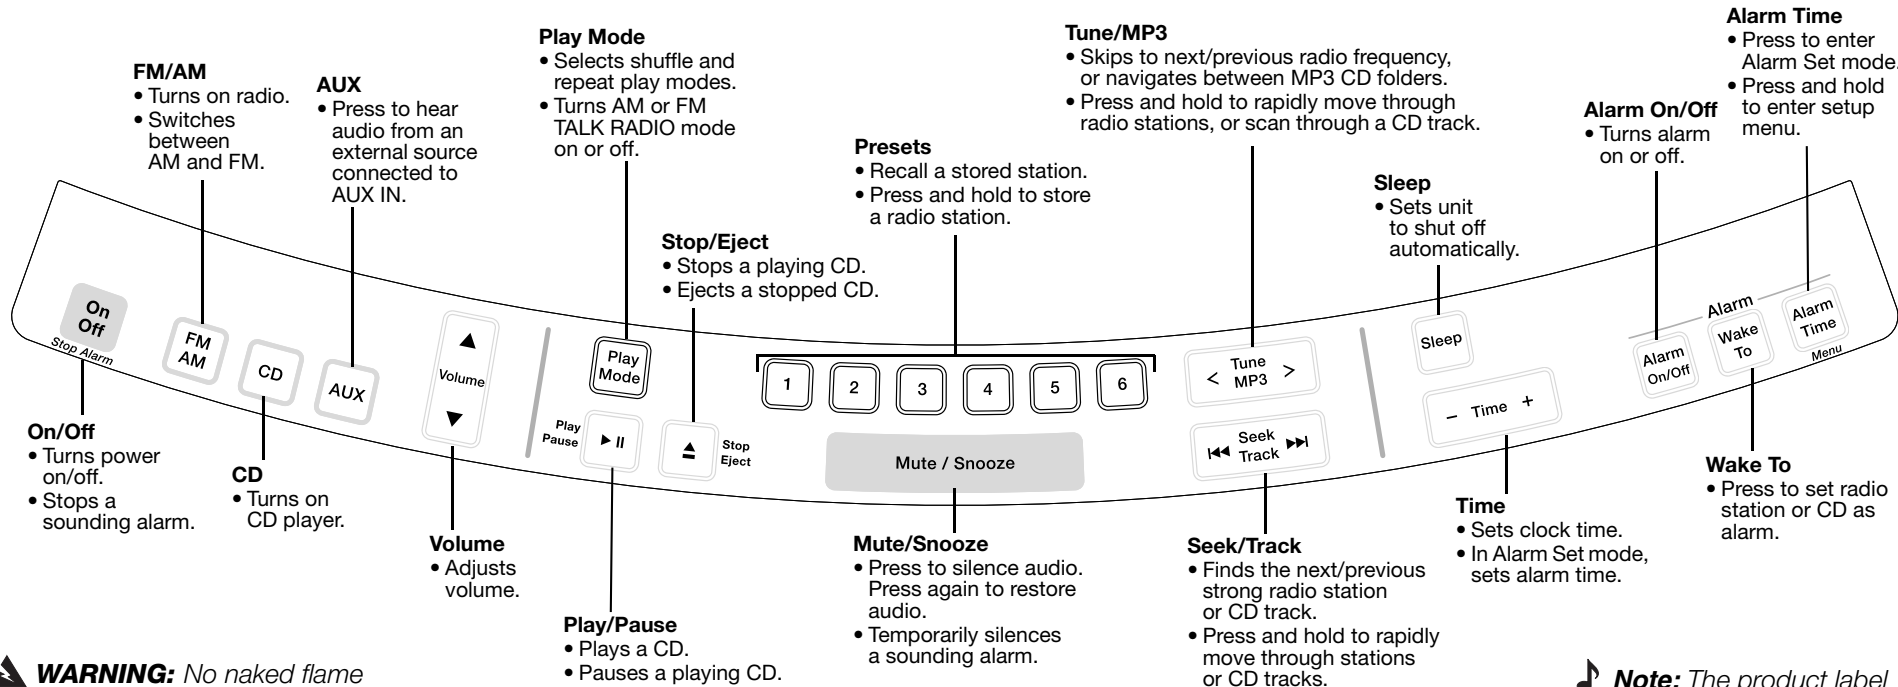 Alarm Time
• Press to enter
Alarm Set mode.
• Press and hold
to enter setup
menu.
Tune/MP3
• Skips to next/previous radio frequency,
or navigates between MP3 CD folders.
• Press and hold to rapidly move through
radio stations, or scan through a CD track.
Play Mode
• Selects shuffle and
repeat play modes.
• Turns AM or FM
TALK RADIO mode
on or off.
FM/AM
• Turns on radio.
• Switches
between
AM and FM.
AUX
• Press to hear
audio from an
external source
connected to
AUX IN.
Alarm On/Off
• Turns alarm
on or off.
Presets
• Recall a stored station.
• Press and hold to store
a radio station.
Sleep
• Sets unit
to shut off
automatically.
Stop/Eject
• Stops a playing CD.
• Ejects a stopped CD.
On
Off
Stop Alarm
FM
AM
CD
AUX
Volume
Play
Mode
Play
Pause
Stop
Eject
1
2
3
4
5
6
Mute / Snooze
< Tune >
MP3
Seek
Track
Sleep
– Time +
Alarm
Alarm
On/Off
Wake
To
Alarm
Time
Menu
On/Off
• Turns power
on/off.
• Stops a
sounding alarm.
CD
• Turns on
CD player.
Volume
• Adjusts
volume.
Play/Pause
• Plays a CD.
• Pauses a playing CD.
Mute/Snooze
• Press to silence audio.
Press again to restore
audio.
• Temporarily silences
a sounding alarm.
Seek/Track
• Finds the next/previous
strong radio station
or CD track.
• Press and hold to rapidly
move through stations
or CD tracks.
Time
• Sets clock time.
• In Alarm Set mode,
sets alarm time.
Wake To
• Press to set radio
station or CD as
alarm.
WARNING: No naked flame
Note: The product label